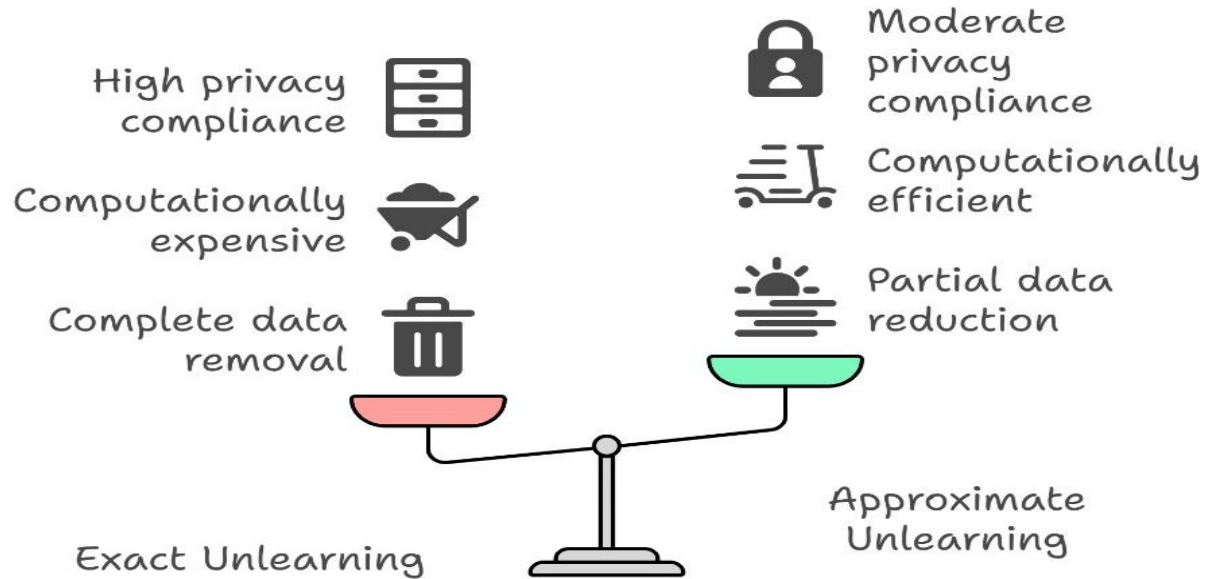 High privacy
compliance
Computationally
expensive
Complete data
removal
Exact Unlearning
Moderate
privacy
compliance
Computationally
efficient
Partial data
reduction
Approximate
Unlearning